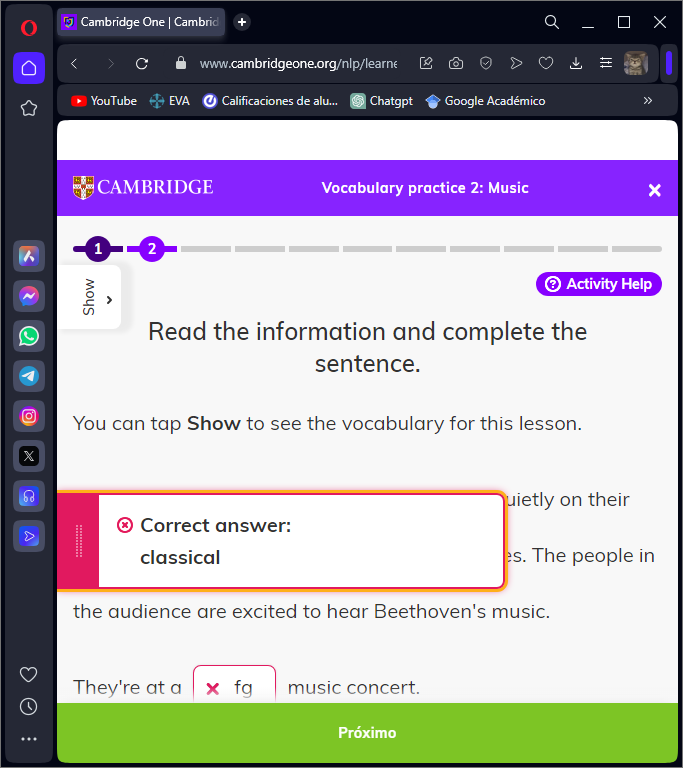 Cambridge One | Cambrid
www.cambridgeone.org/nlp/learne
YouTube EVA Calificaciones de alu... Chatgpt Google Académico »
CAMBRIDGE Vocabulary practice 2: Music
1 2
Show
Activity Help
Read the information and complete the
sentence.
You can tap Show to see the vocabulary for this lesson.
uietly on their
Correct answer:
classical
es. The people in
the audience are excited to hear Beethoven's music.
They're at a fg music concert.
Próximo